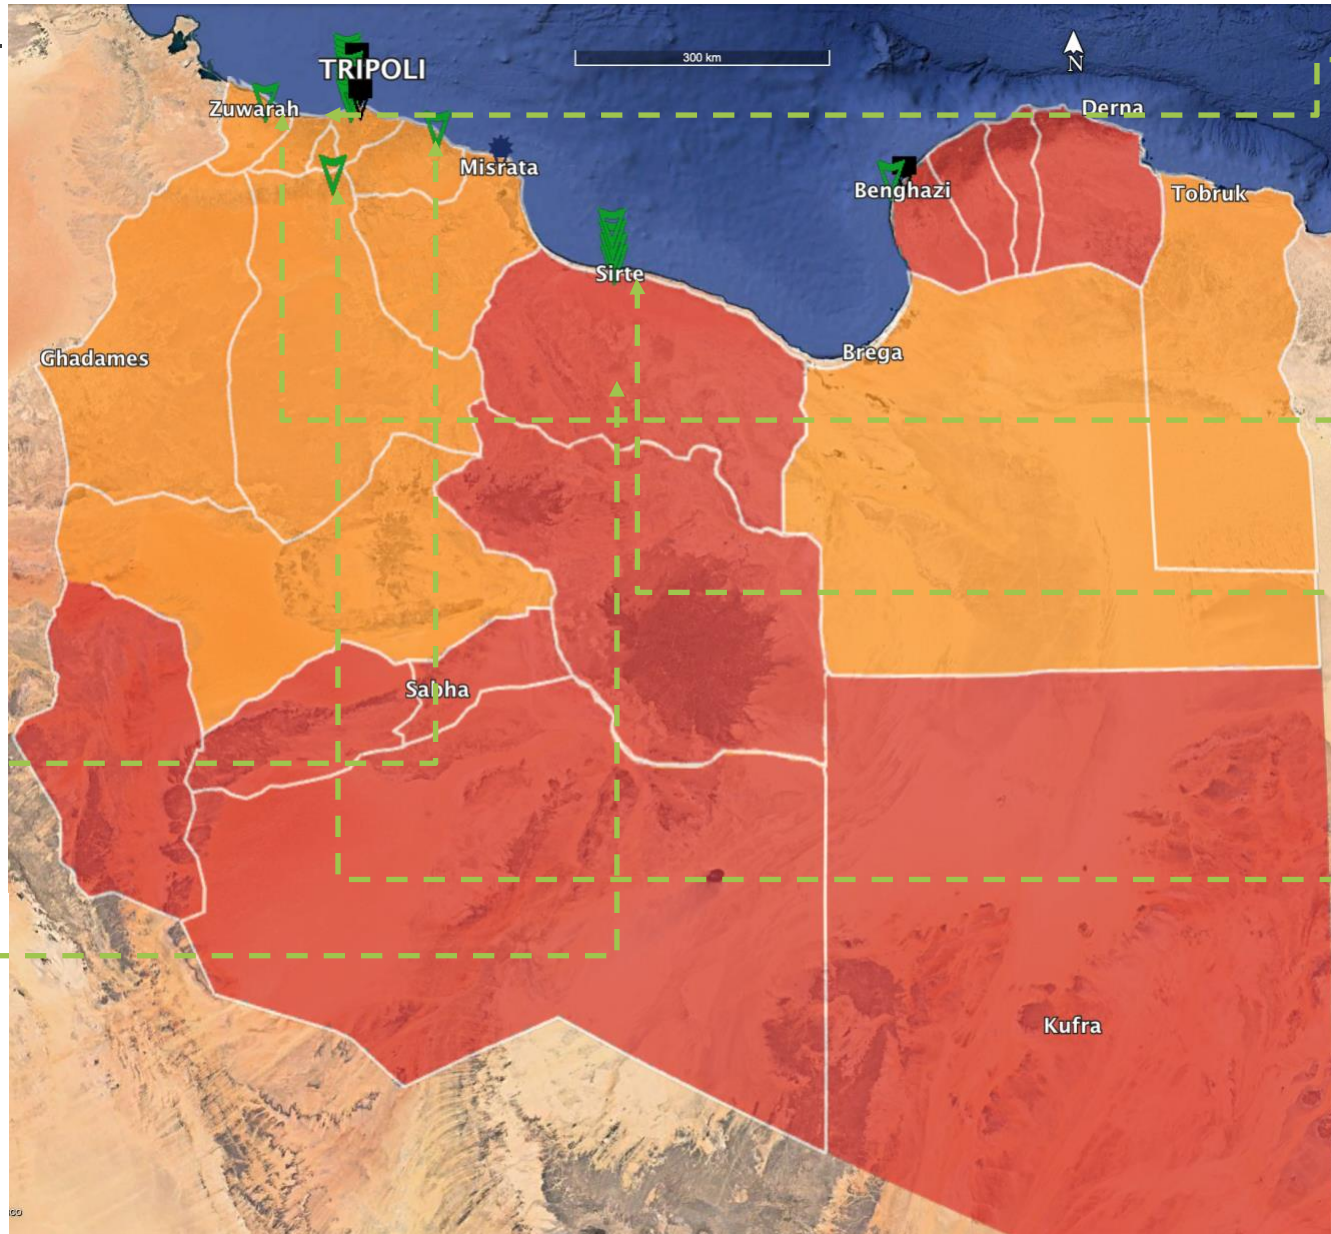 300 km
N
TRIPOLI
Zuwarah
Derna
Misrata
Benghazi
Tobruk
Sirte
Brega
Ghadames
Sabha
Kufra